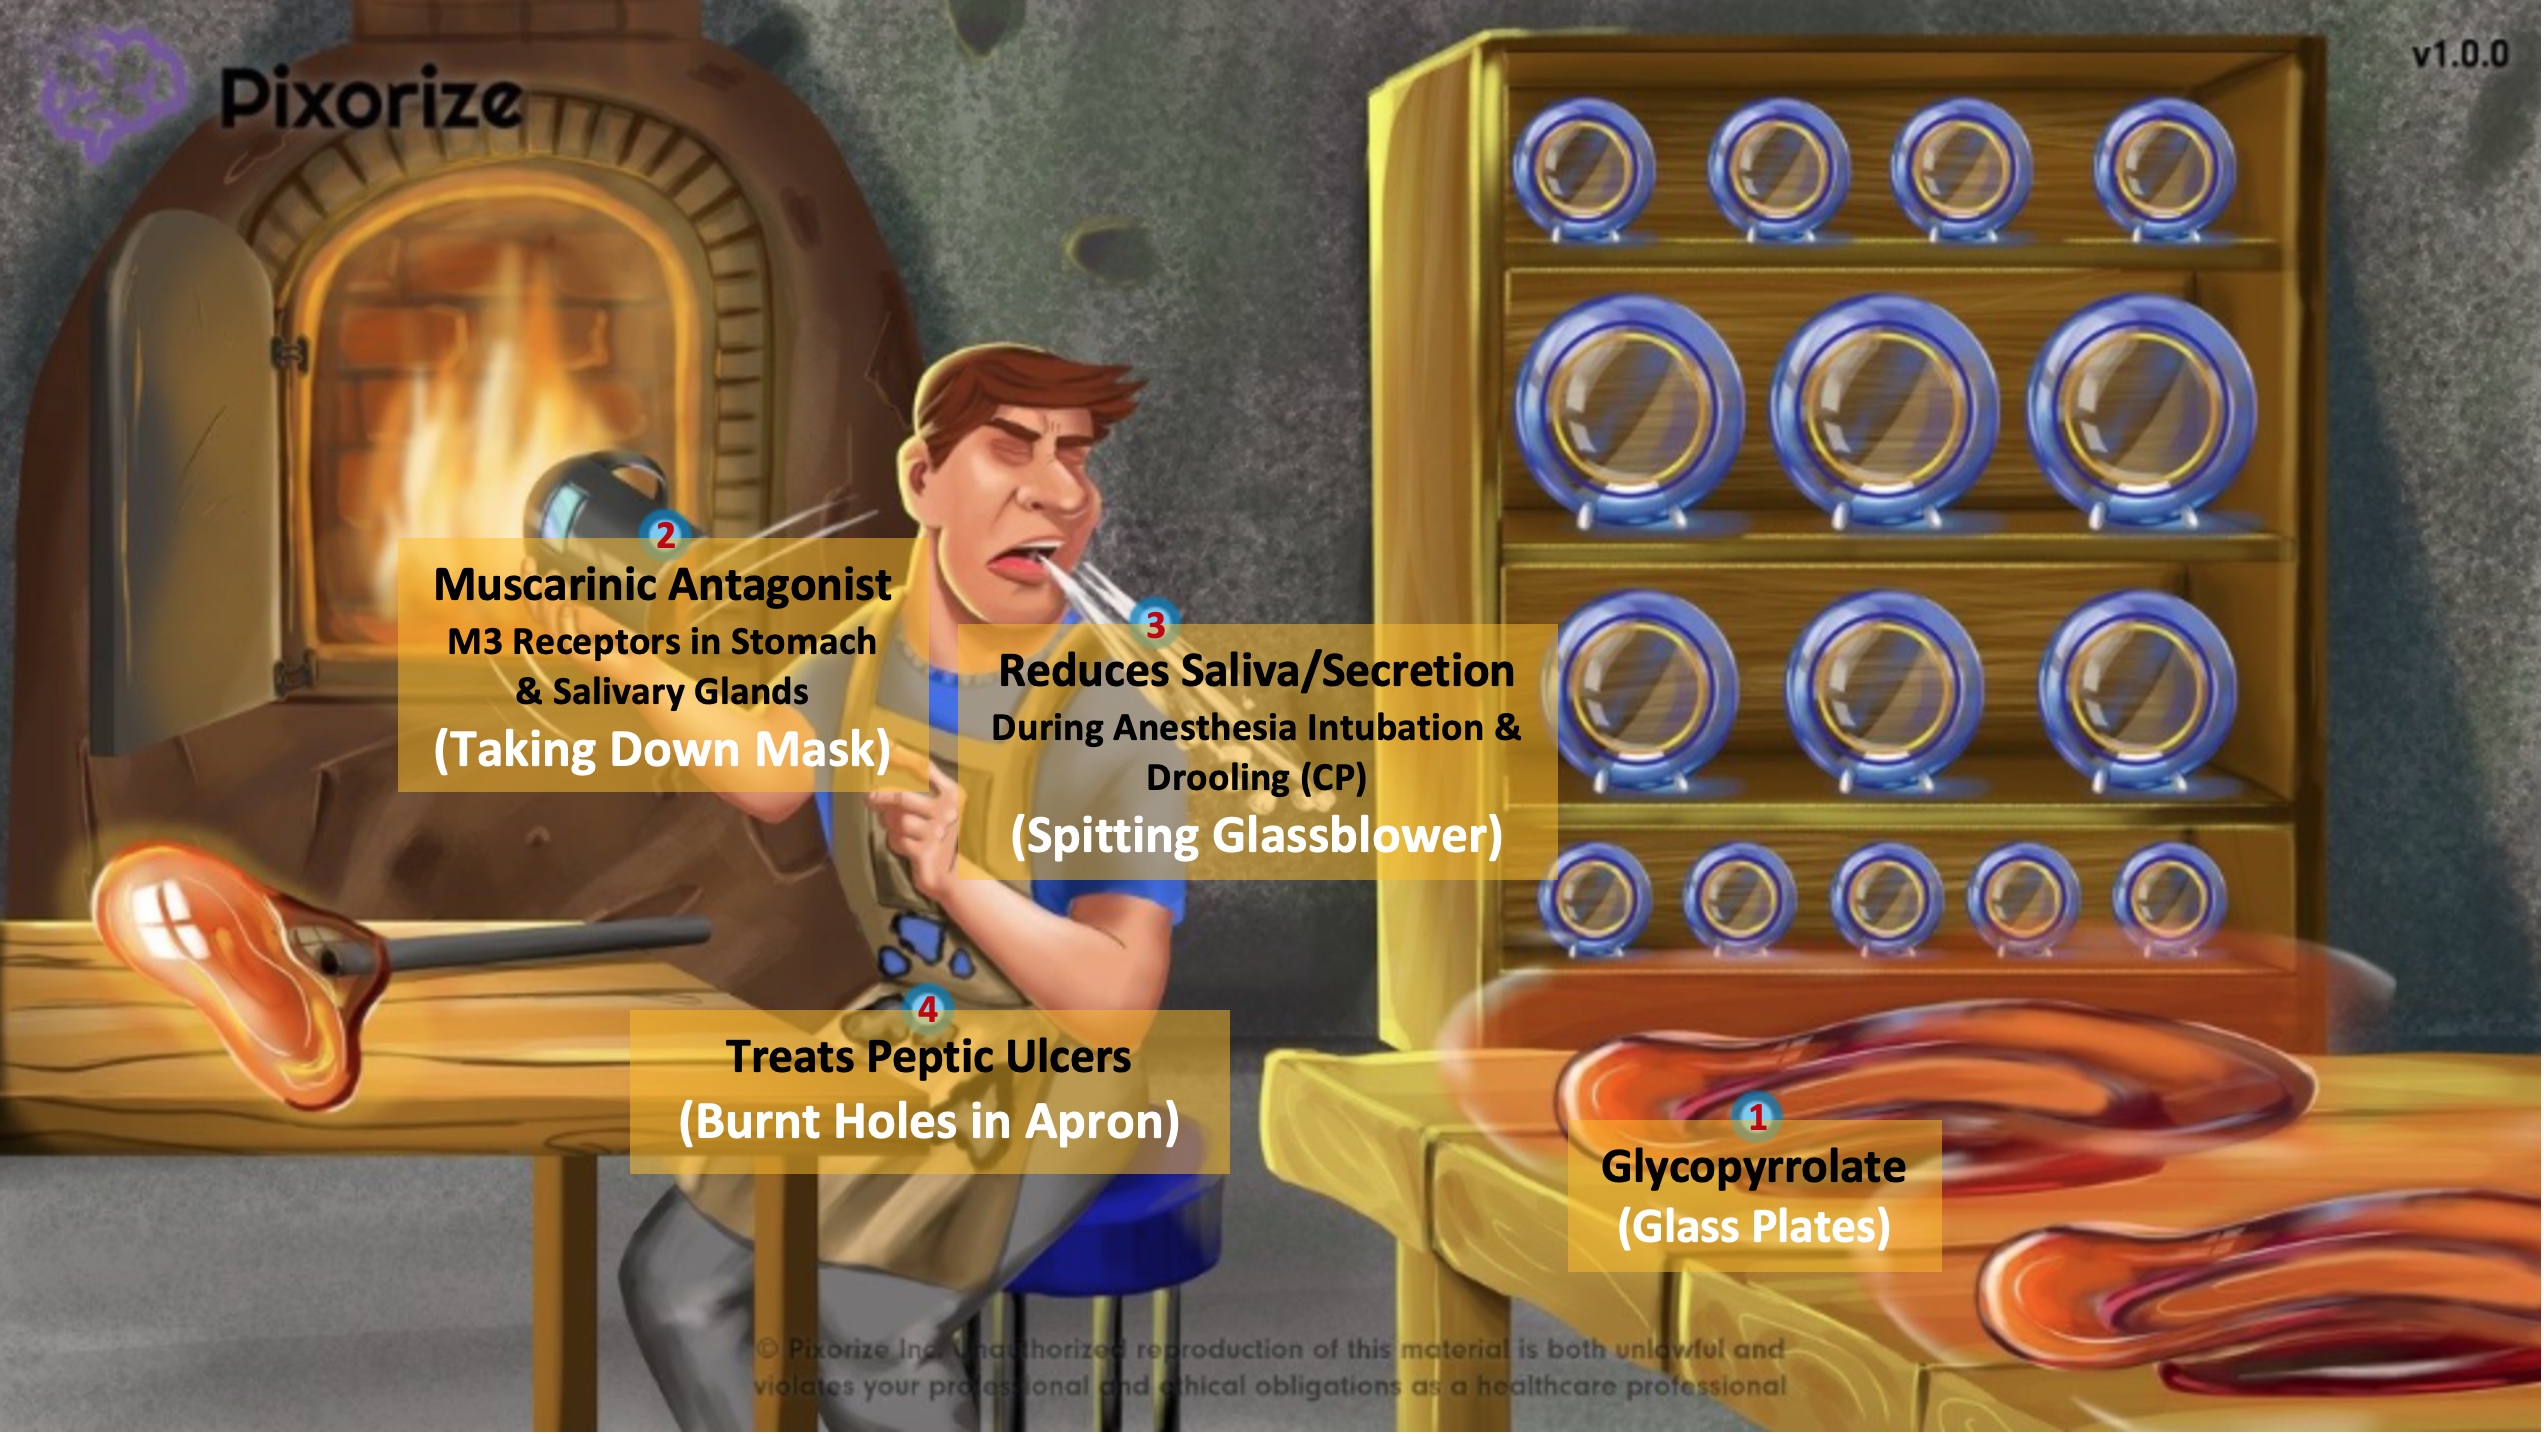 Pixorize
v1.0.0
2
Muscarinic Antagonist
M3 Receptors in Stomach
& Salivary Glands
(Taking Down Mask)
3
Reduces Saliva/Secretion
During Anesthesia Intubation &
Drooling (CP)
(Spitting Glassblower)
4
Treats Peptic Ulcers
(Burnt Holes in Apron)
1
Glycopyrrolate
(Glass Plates)
© Pixorize Inc. Unauthorized reproduction of this material is both unlawful and
violates your professional and ethical obligations as a healthcare professional